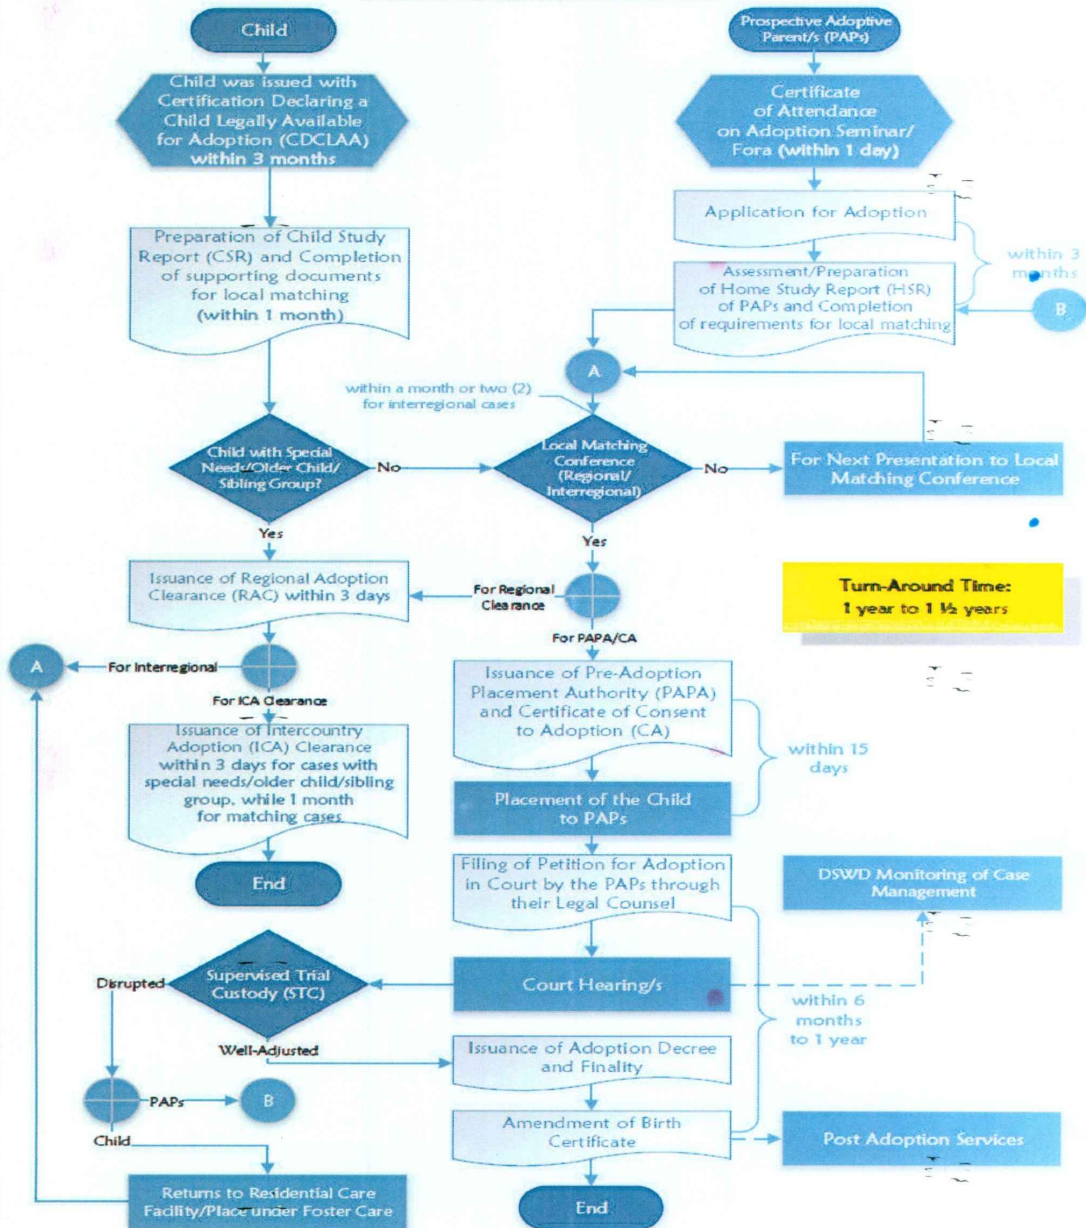 Child
Prospective Adoptive
Parent/s (PAPs)
Child was issued with
Certification Declaring a
Child Legally Available
for Adoption (CDCLAA)
within 3 months
Certificate
of Attendance
on Adoption Seminar/
Fora (within 1 day)
Application for Adoption
within 3
months
Preparation of Child Study
Report (CSR) and Completion
of supporting documents
for local matching
(within 1 month)
Assessment/Preparation
of Home Study Report (HSR)
of PAPs and Completion
of requirements for local matching
B
A
within a month or two (2)
for interregional cases
Child with Special
Needs/Older Child/
Sibling Group?
No
Local Matching
Conference
(Regional/
Interregional)
No
For Next Presentation to Local
Matching Conference
Yes
Yes
Issuance of Regional Adoption
Clearance (RAC) within 3 days
For Regional
Clearance
Turn-Around Time:
1 year to 1 ½ years
For PAPA/CA
A
For Interregional
For ICA Clearance
Issuance of Pre-Adoption
Placement Authority (PAPA)
and Certificate of Consent
to Adoption (CA)
within 15
days
Issuance of Intercountry
Adoption (ICA) Clearance
within 3 days for cases with
special needs/older child/sibling
group, while 1 month
for matching cases
Placement of the Child
to PAPs
End
Filing of Petition for Adoption
in Court by the PAPs through
their Legal Counsel
DSWD Monitoring of Case
Management
Disrupted
Supervised Trial
Custody (STC)
Court Hearing/s
within 6
months
to 1 year
Well-Adjusted
Issuance of Adoption Decree
and Finality
PAPs
B
Child
Amendment of Birth
Certificate
Post Adoption Services
Returns to Residential Care
Facility/Place under Foster Care
End